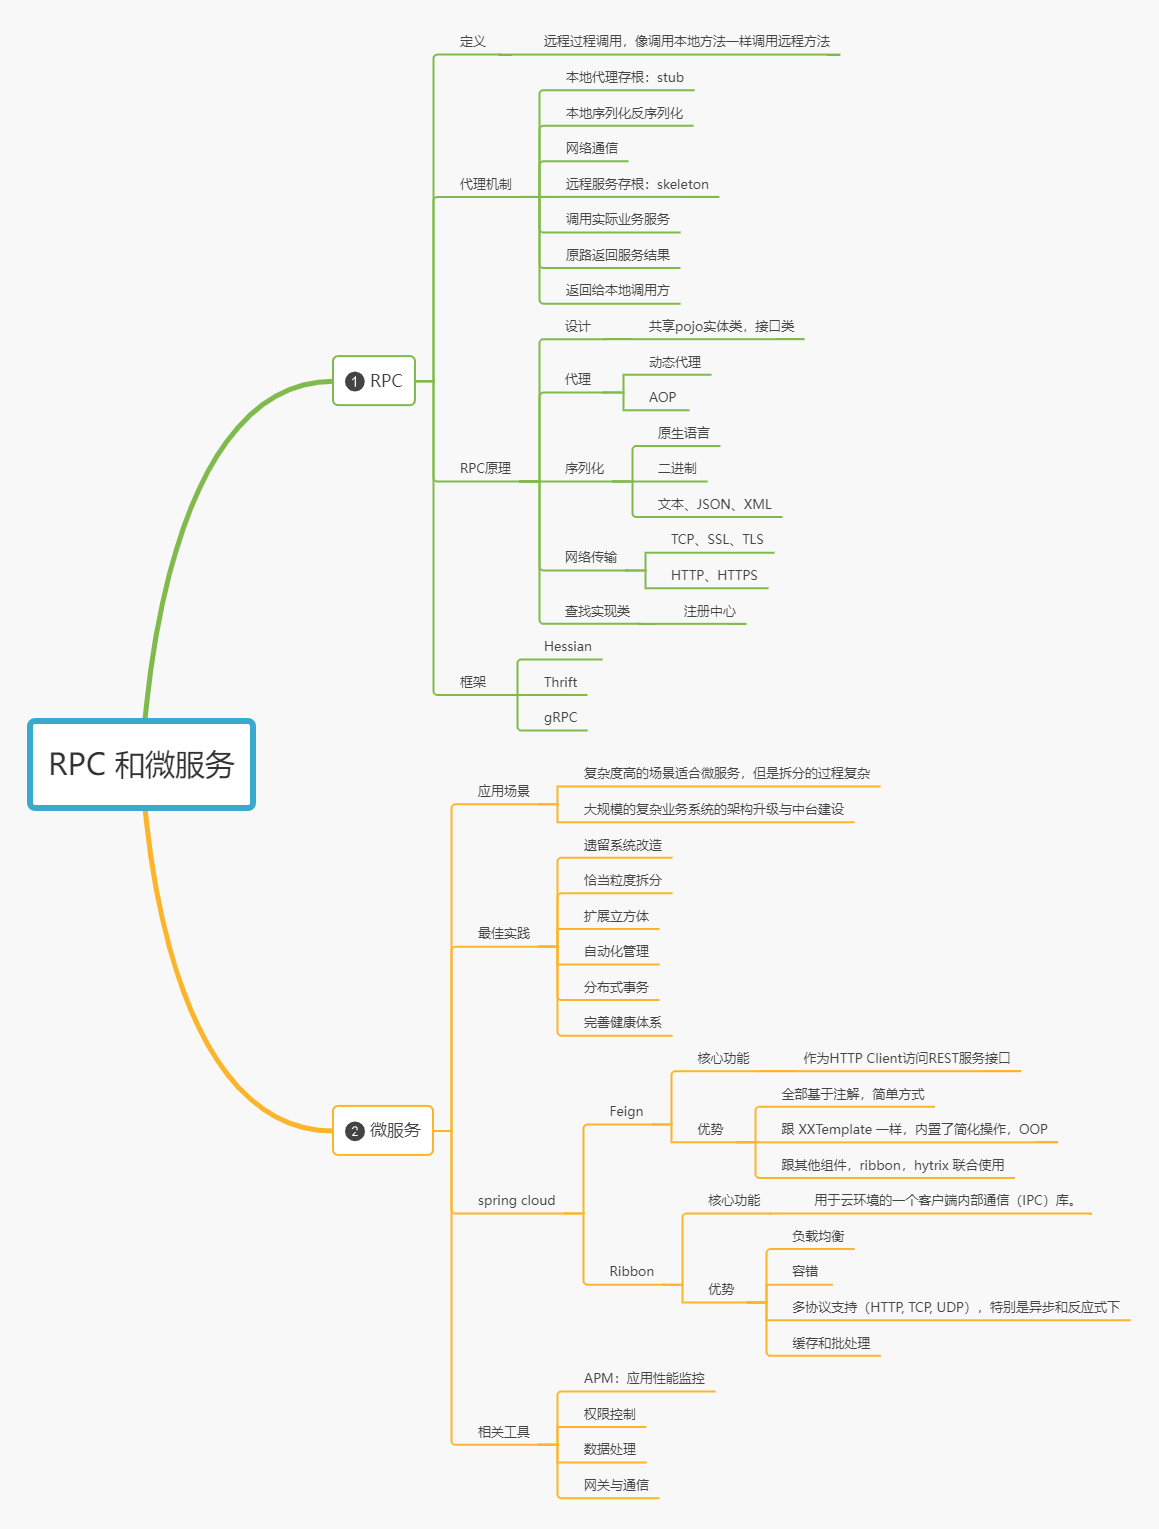 RPC 和微服务
1 RPC
定义
远程过程调用，像调用本地方法一样调用远程方法
代理机制
本地代理存根：stub
本地序列化反序列化
网络通信
远程服务存根：skeleton
调用实际业务服务
原路返回服务结果
返回给本地调用方
RPC原理
设计
共享pojo实体类，接口类
代理
动态代理
AOP
序列化
原生语言
二进制
文本、JSON、XML
网络传输
TCP、SSL、TLS
HTTP、HTTPS
查找实现类
注册中心
框架
Hessian
Thrift
gRPC
2 微服务
应用场景
复杂度高的场景适合微服务，但是拆分的过程复杂
大规模的复杂业务系统的架构升级与中台建设
最佳实践
遗留系统改造
恰当粒度拆分
扩展立方体
自动化管理
分布式事务
完善健康体系
spring cloud
Feign
核心功能
作为HTTP Client访问REST服务接口
优势
全部基于注解，简单方式
跟 XXTemplate 一样，内置了简化操作，OOP
跟其他组件，ribbon，hytrix 联合使用
Ribbon
核心功能
用于云环境的一个客户端内部通信（IPC）库。
优势
负载均衡
容错
多协议支持（HTTP, TCP, UDP），特别是异步和反应式下
缓存和批处理
相关工具
APM：应用性能监控
权限控制
数据处理
网关与通信